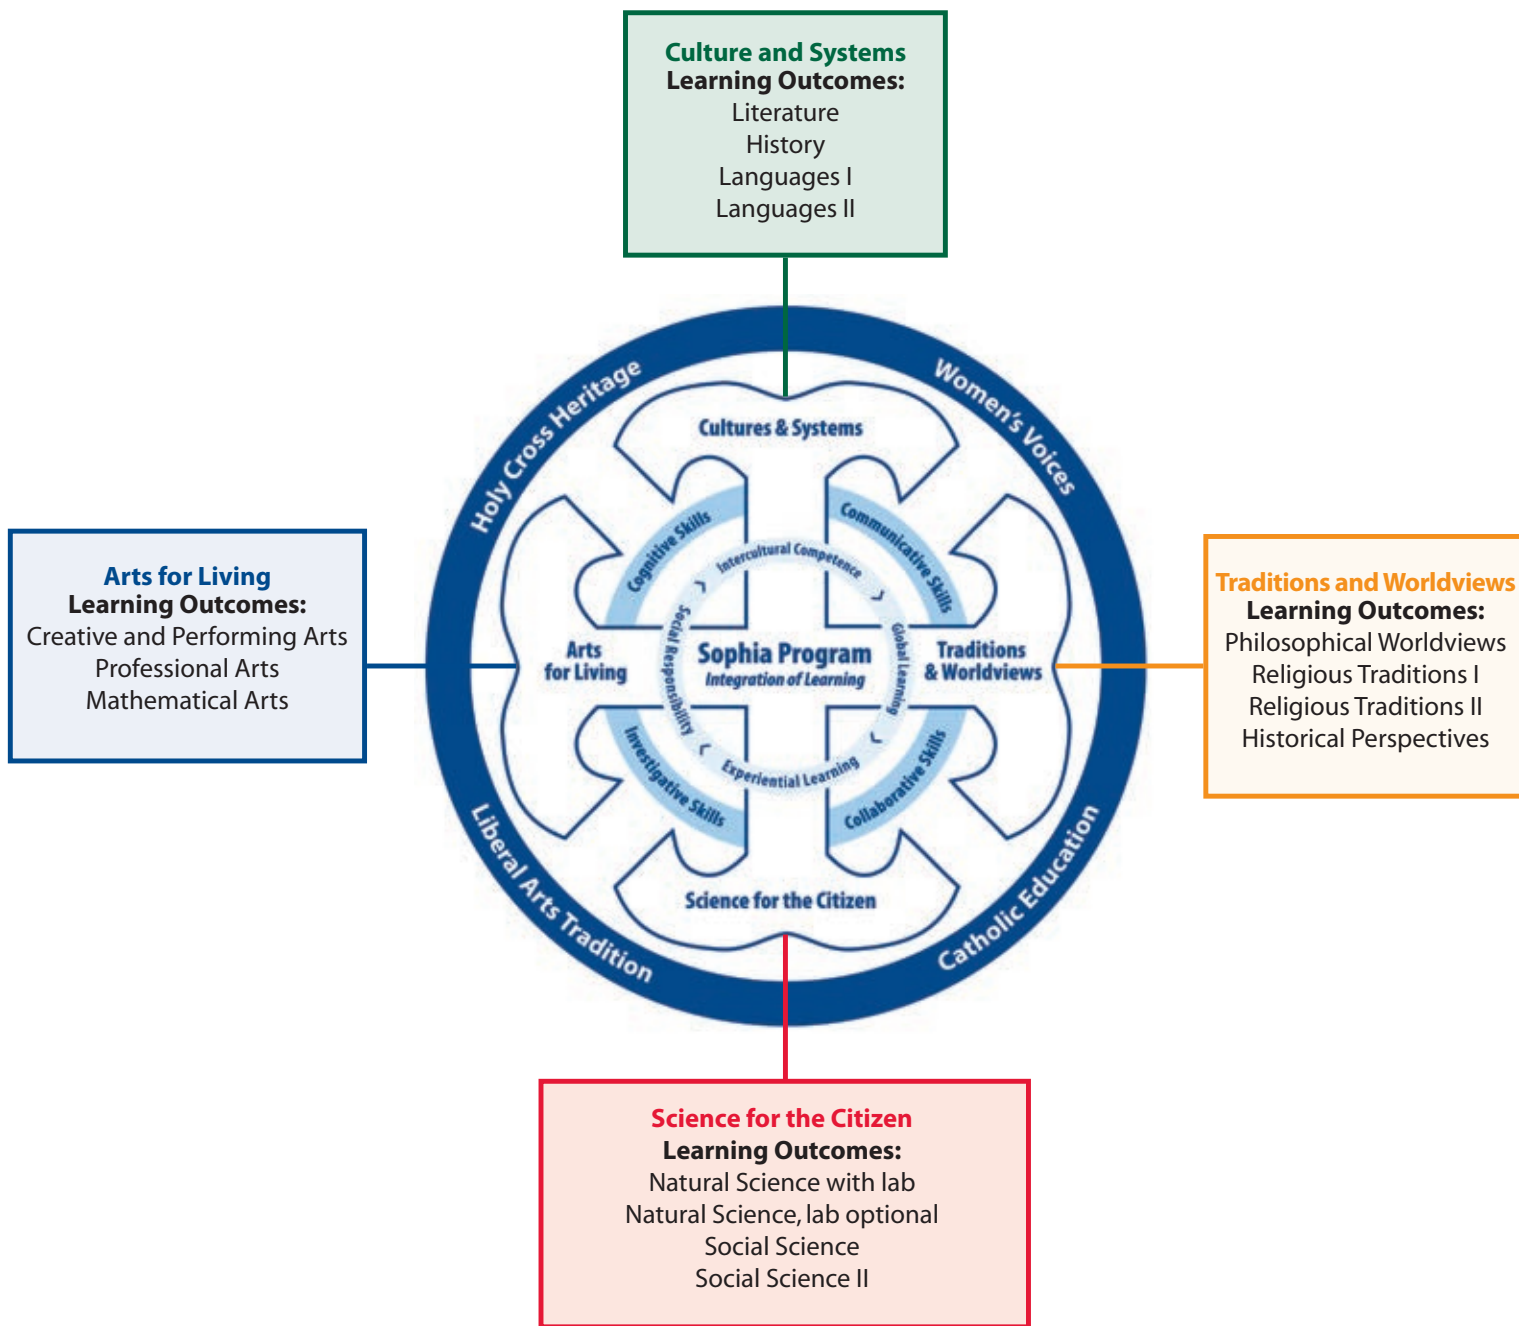 Culture and Systems
Learning Outcomes:
Literature
History
Languages I
Languages II
Holy Cross Heritage
Women's Voices
Cultures & Systems
Cognitive Skills
Communicative Skills
Intercultural Competence
Arts for Living
Learning Outcomes:
Creative and Performing Arts
Professional Arts
Mathematical Arts
Arts
for Living
Social Responsibility
Sophia Program
Integration of Learning
Global Learning
Traditions
& Worldviews
Traditions and Worldviews
Learning Outcomes:
Philosophical Worldviews
Religious Traditions I
Religious Traditions II
Historical Perspectives
Experiential Learning
Investigative Skills
Collaborative Skills
Science for the Citizen
Liberal Arts Tradition
Catholic Education
Science for the Citizen
Learning Outcomes:
Natural Science with lab
Natural Science, lab optional
Social Science
Social Science II